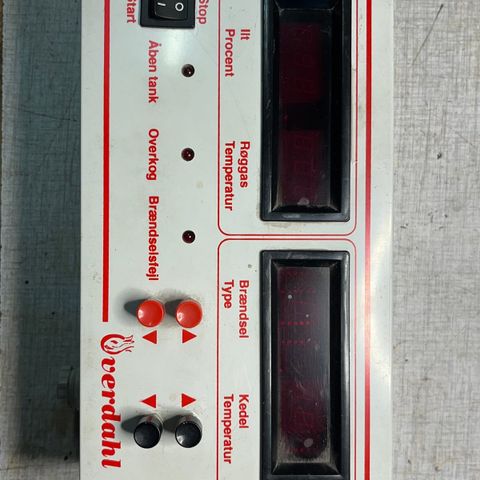 Ilt
Procent
Røggas
Temperatur
Brændsel
Type
Kedel
Temperatur
Stop
O
I
Start
Åben tank
Overkog
Brændselsfejl
Overdahl